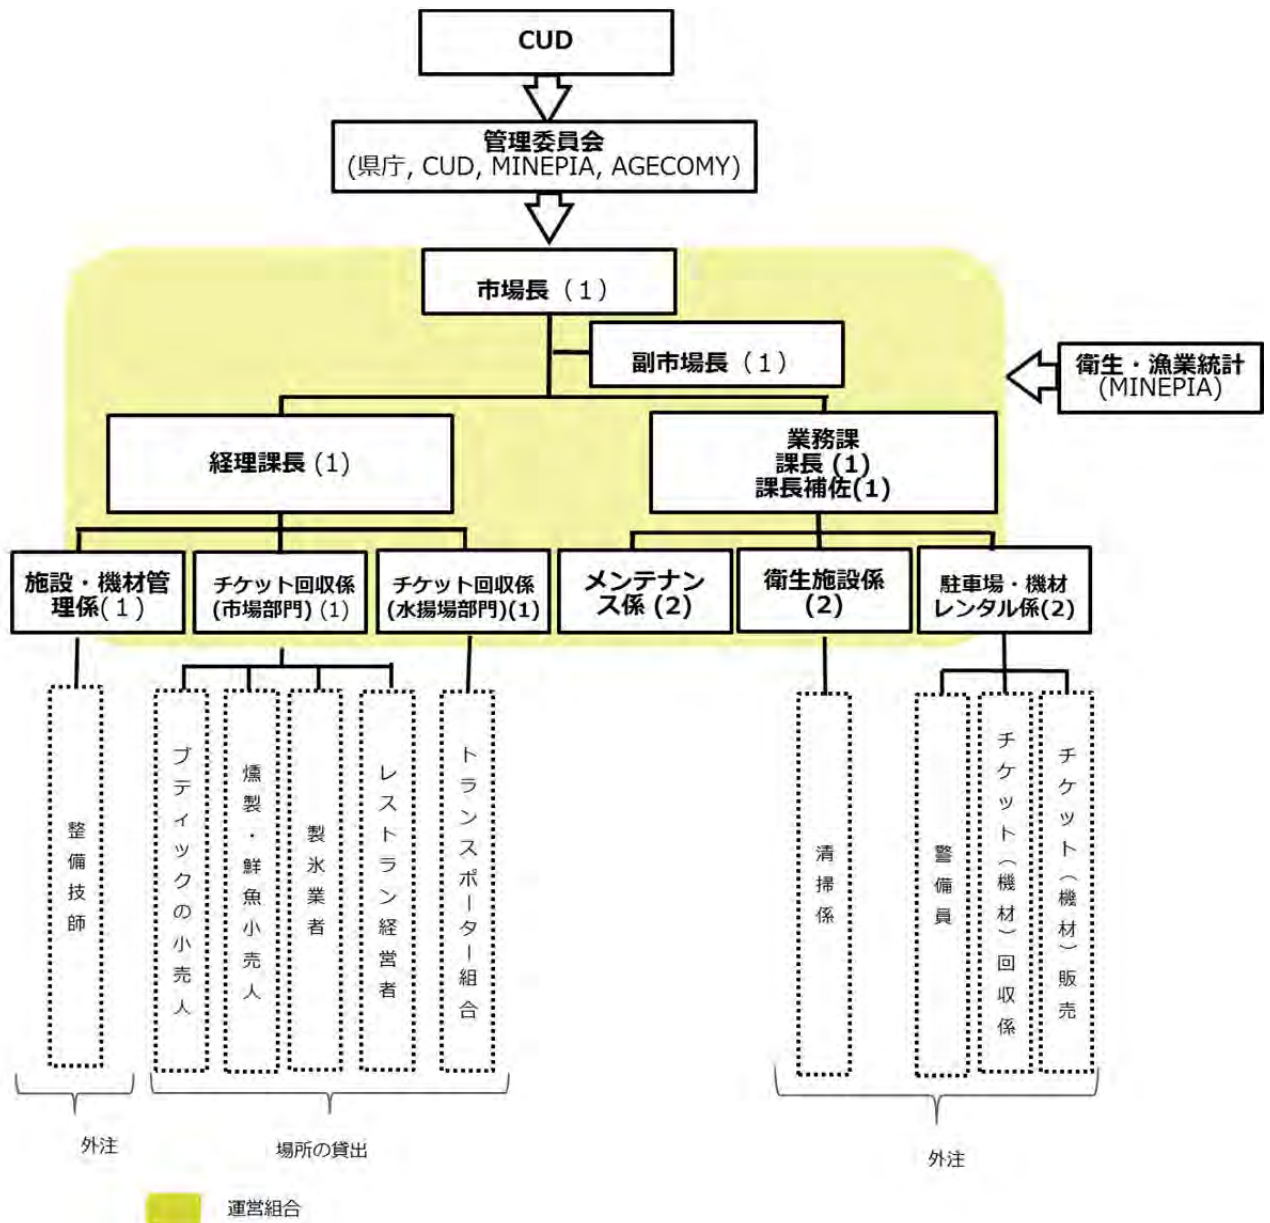 CUD
管理委員会
(県庁, CUD, MINEPIA, AGECOMY)
市場長（１）
副市場長（１）
衛生・漁業統計
(MINEPIA)
経理課長 (１)
業務課
課長 (1)
課長補佐(1)
施設・機材管
理係(１)
チケット回収係
(市場部門) (１)
チケット回収係
(水揚場部門)(1)
メンテナン
ス係 (2)
衛生施設係
(2)
駐車場・機材
レンタル係(2)
整備技師
ブティックの小売人
燻製・鮮魚小売人
製氷業者
レストラン経営者
トランスポーター組合
清掃係
警備員
チケット（機材）回収係
チケット（機材）販売
外注
場所の貸出
外注
運営組合